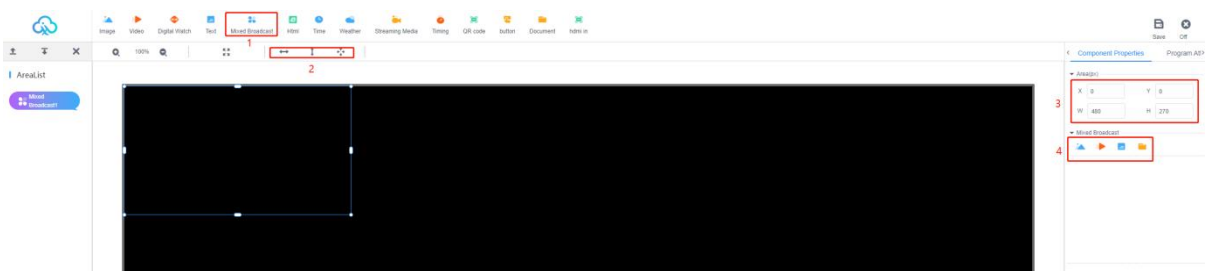 Image Video Digital Watch Text Mixed Broadcast Html Time Weather Streaming Media Timing QR code button Document hdmi in
Save Off
1
100%
2
Component Properties Program Att
AreaList
Mixed
Broadcast1
Area(px)
3
X 0 Y 0
W 480 H 270
Mixed Broadcast
4